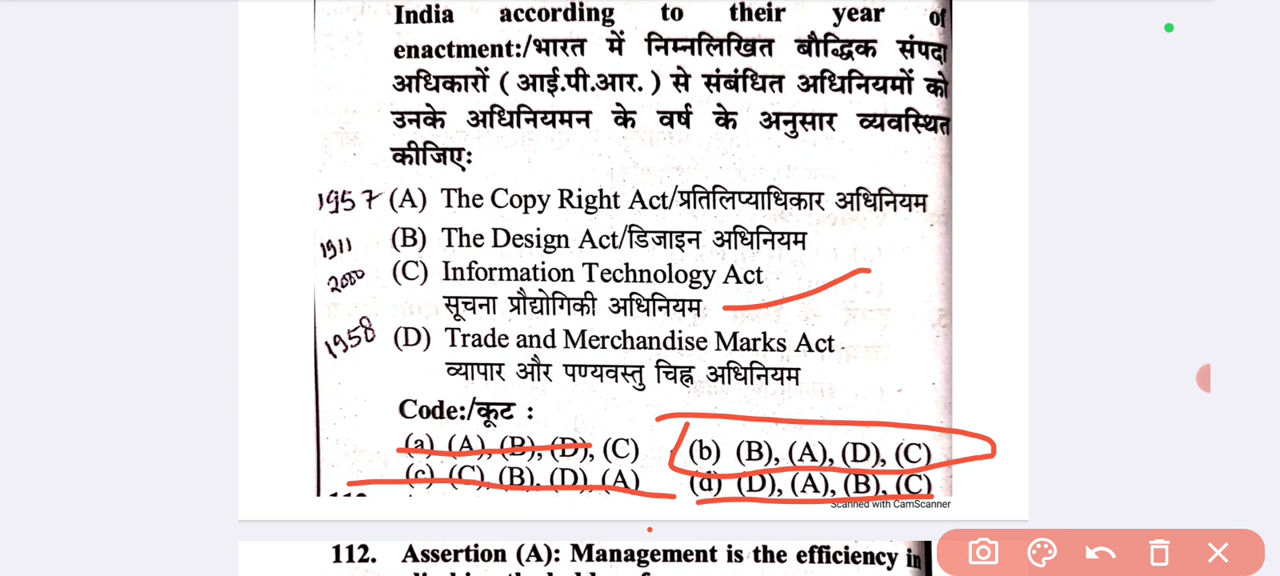 India according to their year of
enactment:/भारत में निम्नलिखित बौद्धिक संपदा
अधिकारों ( आई.पी.आर. ) से संबंधित अधिनियमों को
उनके अधिनियमन के वर्ष के अनुसार व्यवस्थित
कीजिए:
1957 (A) The Copy Right Act/प्रतिलिप्याधिकार अधिनियम
1911 (B) The Design Act/डिजाइन अधिनियम
2000 (C) Information Technology Act
सूचना प्रौद्योगिकी अधिनियम
1958 (D) Trade and Merchandise Marks Act
व्यापार और पण्यवस्तु चिह्न अधिनियम
Code:/कूट :
(a) (A), (B), (D), (C) (b) (B), (A), (D), (C)
(c) (C), (B), (D), (A) (d) (D), (A), (B), (C)
Scanned with CamScanner
112. Assertion (A): Management is the efficiency in